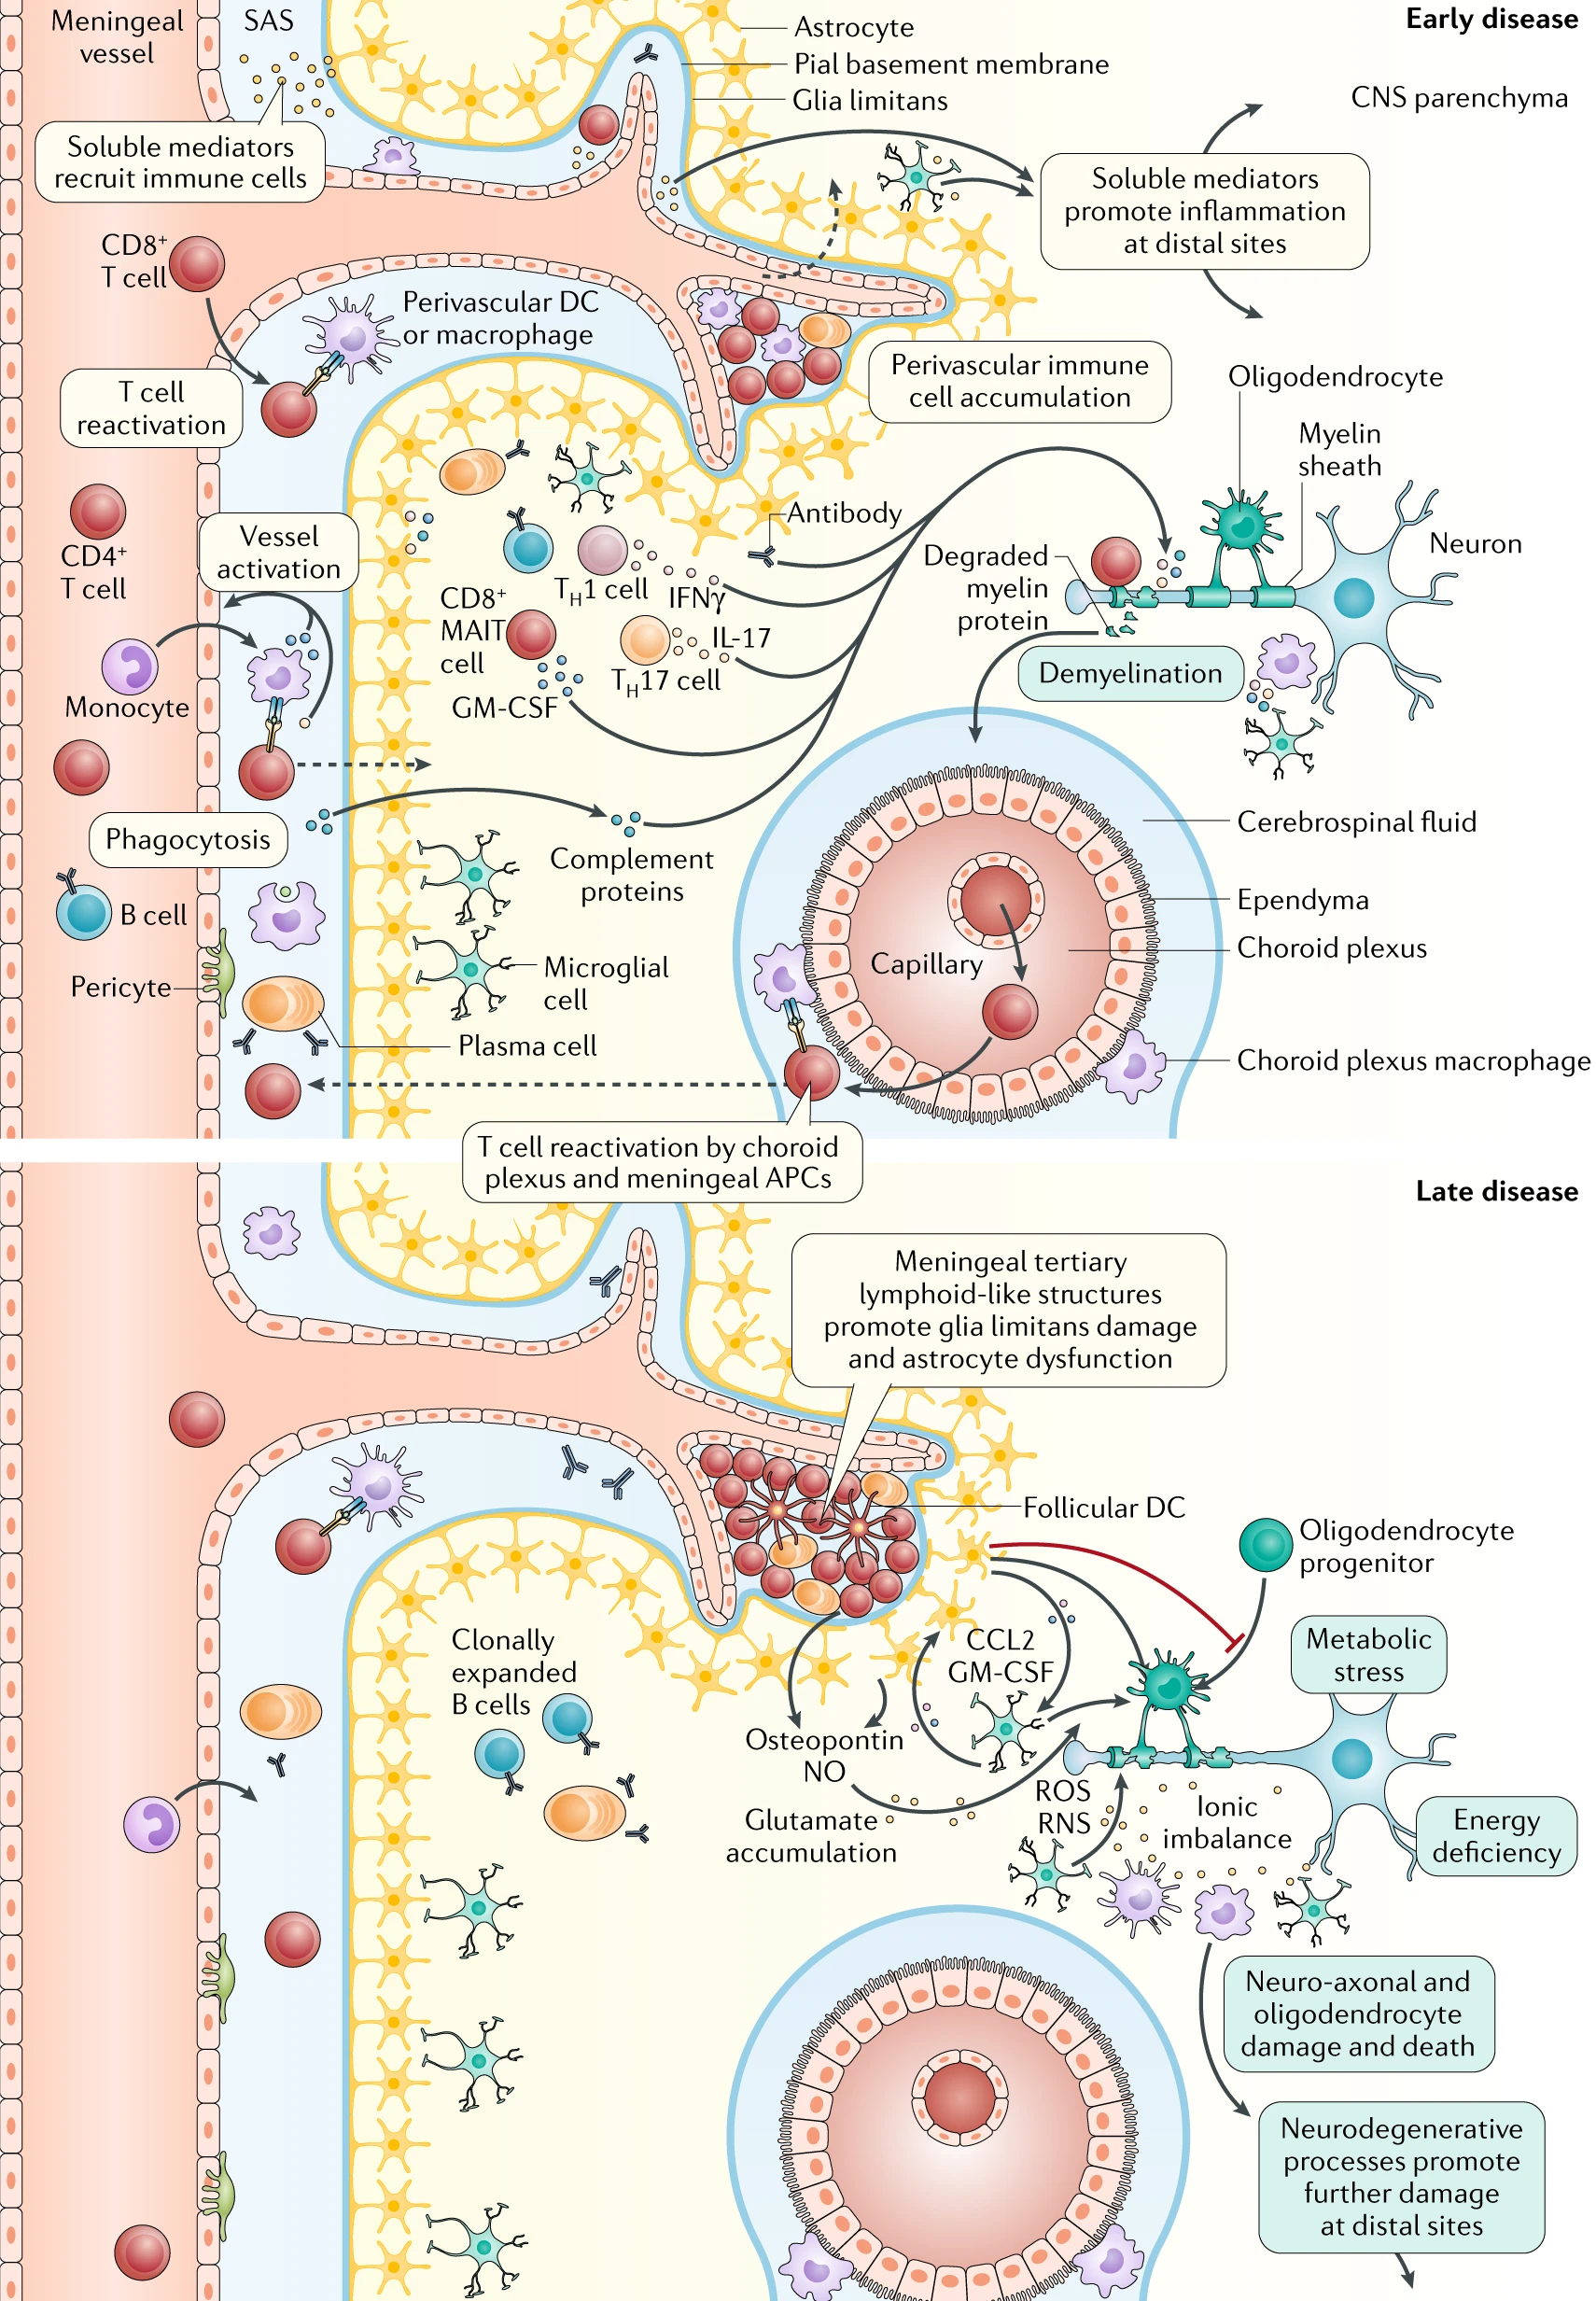 Meningeal
vessel
SAS
Astrocyte
Pial basement membrane
Glia limitans
Early disease
CNS parenchyma
Soluble mediators
recruit immune cells
Soluble mediators
promote inflammation
at distal sites
CD8+
T cell
Perivascular DC
or macrophage
T cell
reactivation
Perivascular immune
cell accumulation
Oligodendrocyte
Myelin
sheath
Neuron
CD4+
T cell
Vessel
activation
Antibody
Degraded
myelin
protein
TH1 cell
IFNγ
CD8+
MAIT
cell
IL-17
TH17 cell
GM-CSF
Demyelination
Monocyte
Phagocytosis
Complement
proteins
Cerebrospinal fluid
B cell
Ependyma
Choroid plexus
Capillary
Pericyte
Microglial
cell
Plasma cell
Choroid plexus macrophage
T cell reactivation by choroid
plexus and meningeal APCs
Late disease
Meningeal tertiary
lymphoid-like structures
promote glia limitans damage
and astrocyte dysfunction
Follicular DC
Oligodendrocyte
progenitor
Clonally
expanded
B cells
CCL2
GM-CSF
Metabolic
stress
Osteopontin
NO
Glutamate
accumulation
ROS
RNS
Ionic
imbalance
Energy
deficiency
Neuro-axonal and
oligodendrocyte
damage and death
Neurodegenerative
processes promote
further damage
at distal sites